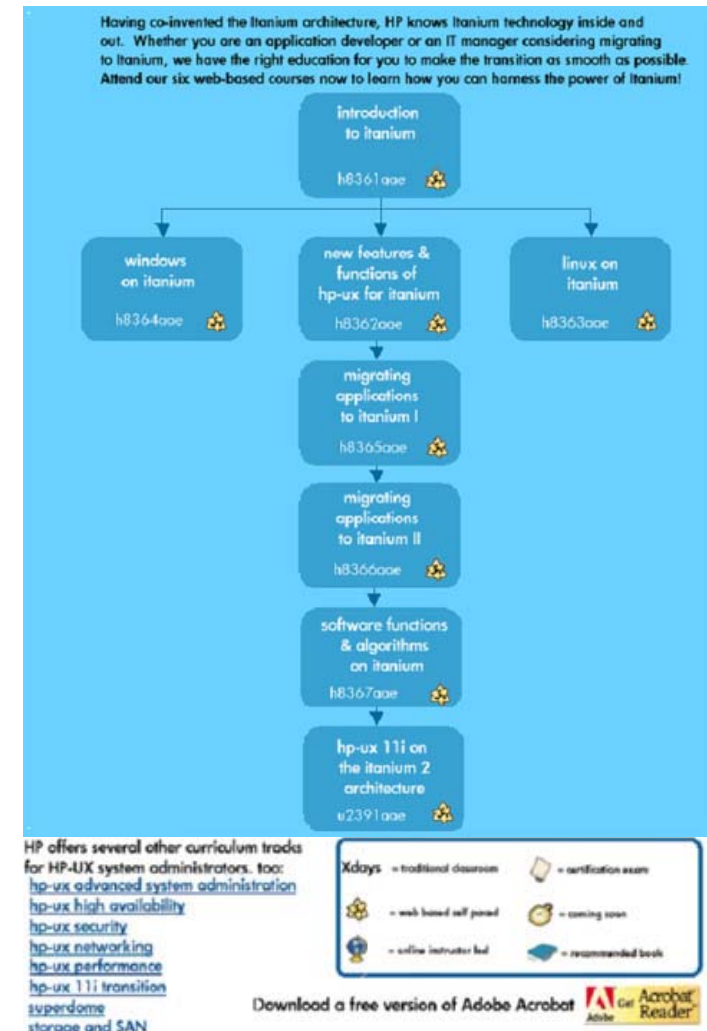 Having co-invented the Itanium architecture, HP knows Itanium technology inside and
out. Whether you are an application developer or an IT manager considering migrating
to Itanium, we have the right education for you to make the transition as smooth as possible.
Attend our six web-based courses now to learn how you can harness the power of Itanium!
introduction
to itanium
h8361aae
windows
on itanium
h8364aae
new features &
functions of
hp-ux for itanium
h8362aae
linux on
itanium
h8363aae
migrating
applications
to itanium I
h8365aae
migrating
applications
to itanium II
h8366aae
software functions
& algorithms
on itanium
h8367aae
hp-ux 11i on
the itanium 2
architecture
u2391aae
HP offers several other curriculum tracks
for HP-UX system administrators, too:
hp-ux advanced system administration
hp-ux high availability
hp-ux security
hp-ux networking
hp-ux performance
hp-ux 11i transition
superdome
storage and SAN
Xdays = traditional classroom
= web based self paced
= online instructor led
= certification exam
= coming soon
= recommended book
Download a free version of Adobe Acrobat
Adobe
Get Acrobat
Reader